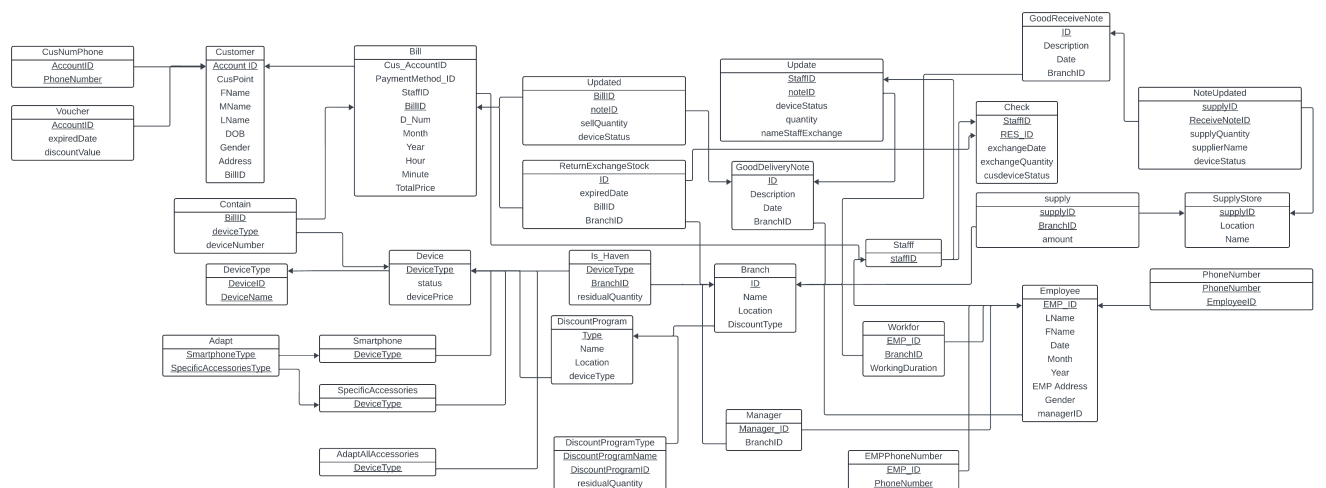 GoodReceiveNote
ID
Description
Date
BranchID
CusNumPhone
AccountID
PhoneNumber
Customer
Account ID
CusPoint
FName
MName
LName
DOB
Gender
Address
BillID
Bill
Cus_AccountID
PaymentMethod_ID
StaffID
BillID
D_Num
Month
Year
Hour
Minute
TotalPrice
Updated
BillID
noteID
sellQuantity
deviceStatus
Update
StaffID
noteID
deviceStatus
quantity
nameStaffExchange
Check
StaffID
RES_ID
exchangeDate
exchangeQuantity
cusdeviceStatus
NoteUpdated
supplyID
ReceiveNoteID
supplyQuantity
supplierName
deviceStatus
Voucher
AccountID
expiredDate
discountValue
ReturnExchangeStock
ID
expiredDate
BillID
BranchID
GoodDeliveryNote
ID
Description
Date
BranchID
Contain
BillID
deviceType
deviceNumber
supply
supplyID
BranchID
amount
SupplyStore
supplyID
Location
Name
Stafff
staffID
DeviceType
DeviceID
DeviceName
Device
DeviceType
status
devicePrice
Is_Haven
DeviceType
BranchID
residualQuantity
Branch
ID
Name
Location
DiscountType
PhoneNumber
PhoneNumber
EmployeeID
Employee
EMP_ID
LName
FName
Date
Month
Year
EMP Address
Gender
managerID
DiscountProgram
Type
Name
Location
deviceType
Workfor
EMP_ID
BranchID
WorkingDuration
Adapt
SmartphoneType
SpecificAccessoriesType
Smartphone
DeviceType
SpecificAccessories
DeviceType
Manager
Manager_ID
BranchID
AdaptAllAccessories
DeviceType
DiscountProgramType
DiscountProgramName
DiscountProgramID
residualQuantity
EMPPhoneNumber
EMP_ID
PhoneNumber